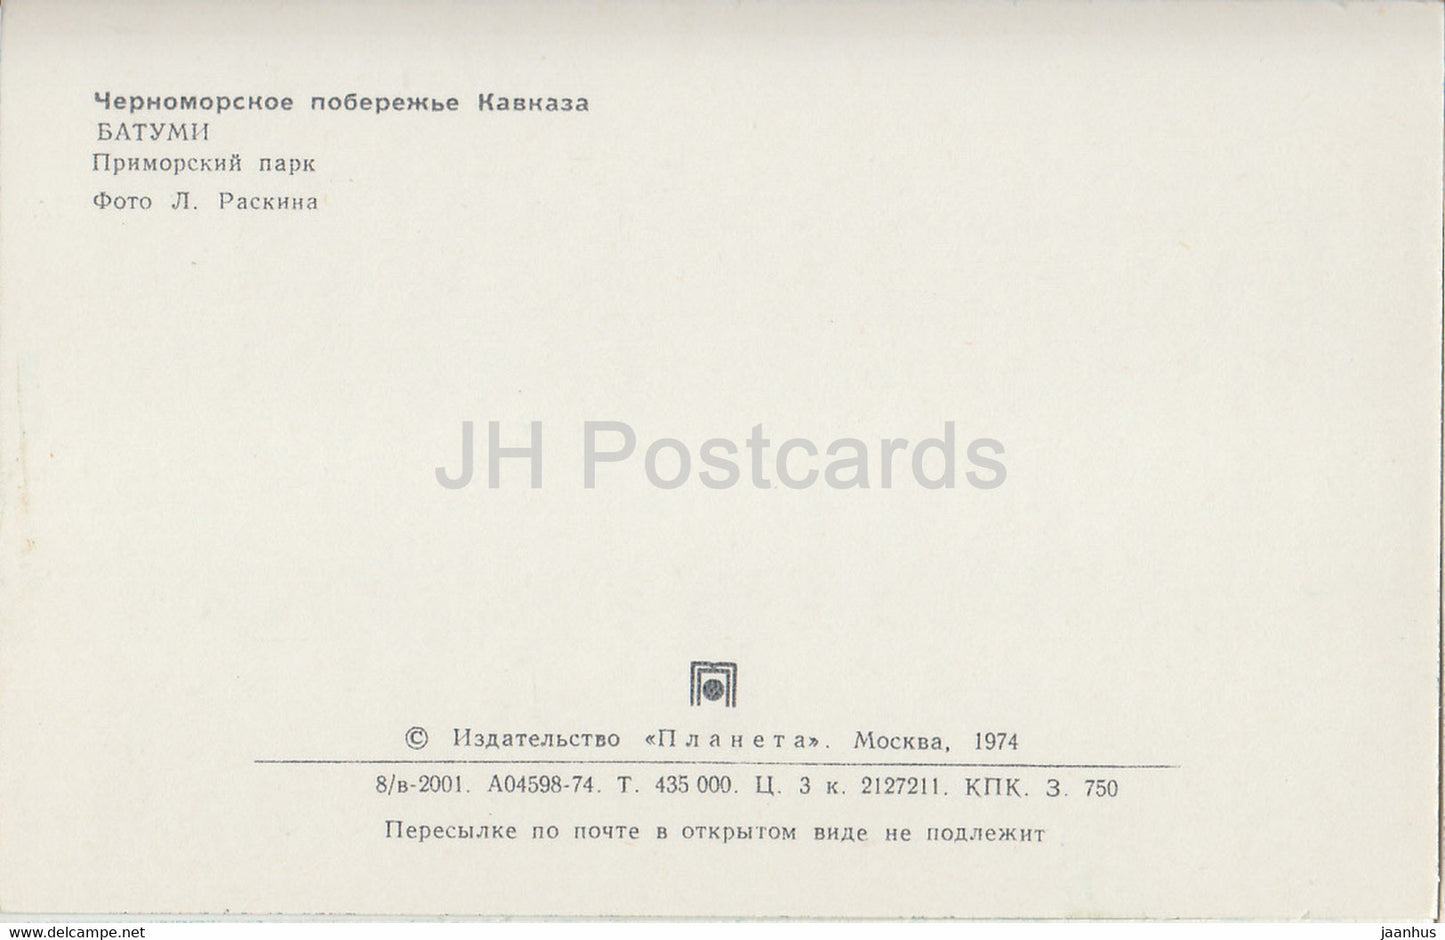 Черноморское побережье Кавказа
БАТУМИ
Приморский парк
Фото Л. Раскина
JH Postcards
© Издательство «Планета». Москва, 1974
8/в-2001. А04598-74. Т. 435 000. Ц. 3 к. 2127211. КПК. З. 750
Пересылке по почте в открытом виде не подлежит
www.delcampe.net
jaanhus